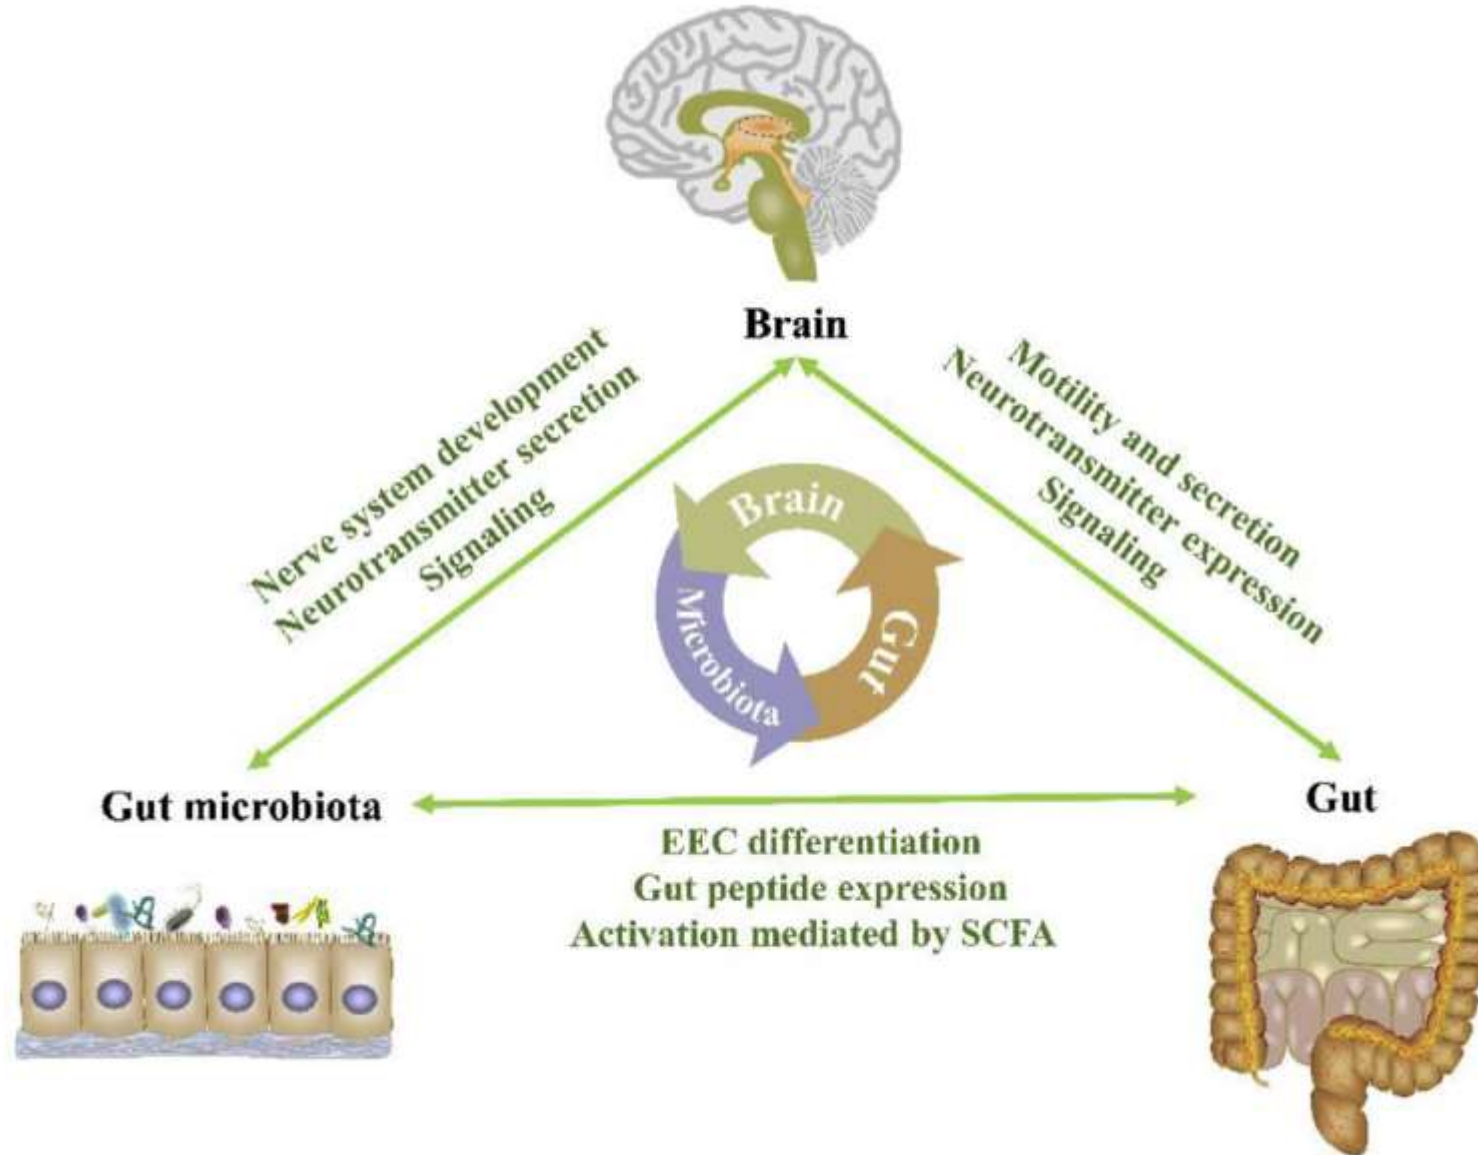 Brain
Nerve system development
Neurotransmitter secretion
Signaling
Motility and secretion
Neurotransmitter expression
Signaling
Brain
Microbiota
Gut
Gut microbiota
Gut
EEC differentiation
Gut peptide expression
Activation mediated by SCFA